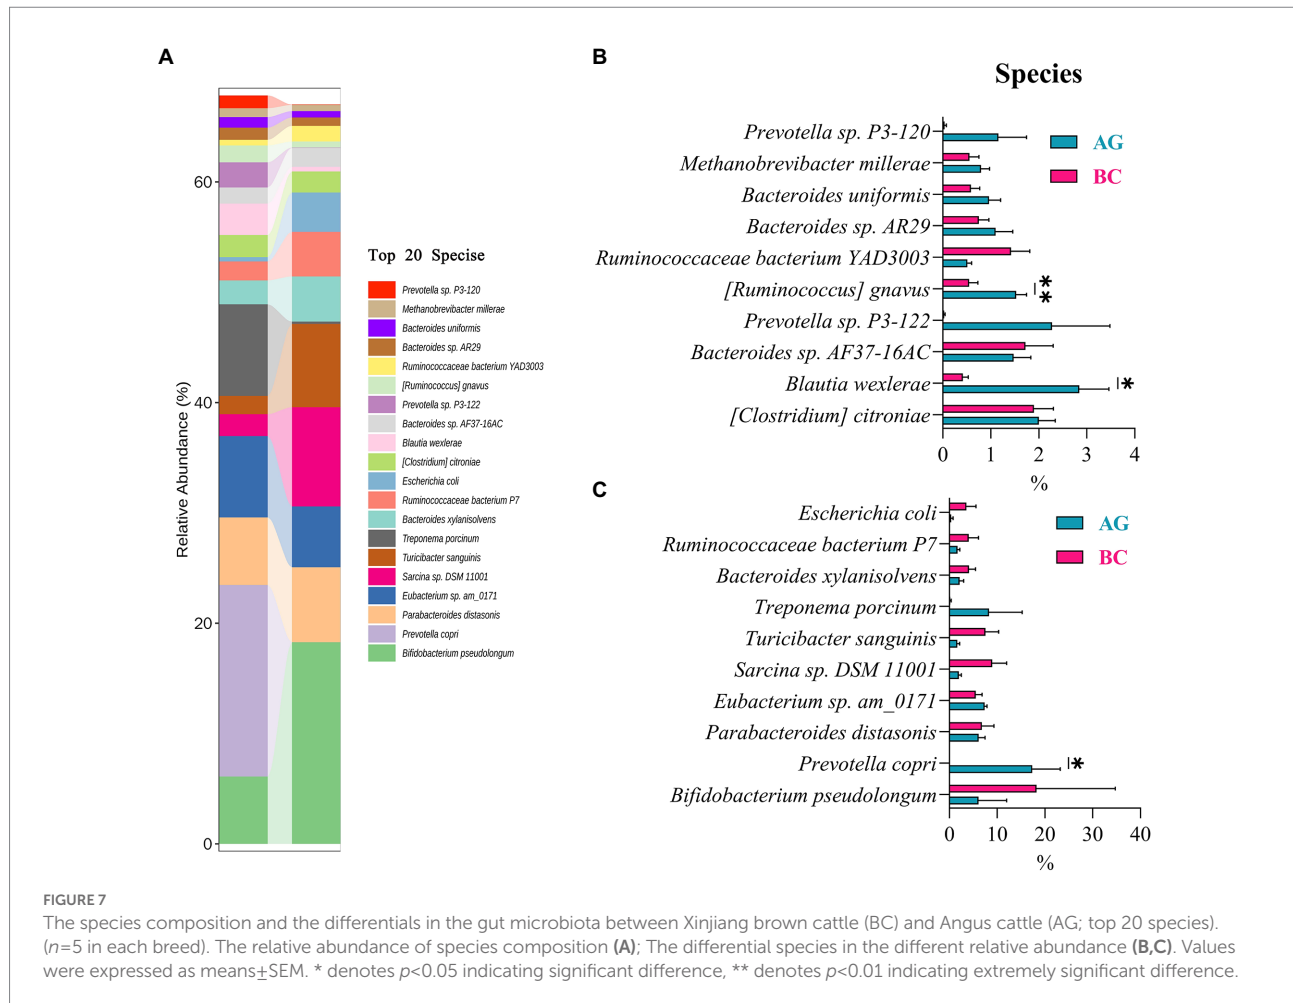 A
60
40
20
0
Relative Abundance (%)
Top 20 Specise
Prevotella sp. P3-120
Methanobrevibacter millerae
Bacteroides uniformis
Bacteroides sp. AR29
Ruminococcaceae bacterium YAD3003
[Ruminococcus] gnavus
Prevotella sp. P3-122
Bacteroides sp. AF37-16AC
Blautia wexlerae
[Clostridium] citroniae
Escherichia coli
Ruminococcaceae bacterium P7
Bacteroides xylanisolvens
Treponema porcinum
Turicibacter sanguinis
Sarcina sp. DSM 11001
Eubacterium sp. am_0171
Parabacteroides distasonis
Prevotella copri
Bifidobacterium pseudolongum
B
Species
Prevotella sp. P3-120
Methanobrevibacter millerae
Bacteroides uniformis
Bacteroides sp. AR29
Ruminococcaceae bacterium YAD3003
[Ruminococcus] gnavus
Prevotella sp. P3-122
Bacteroides sp. AF37-16AC
Blautia wexlerae
[Clostridium] citroniae
AG
BC
**
*
0 1 2 3 4
%
C
Escherichia coli
Ruminococcaceae bacterium P7
Bacteroides xylanisolvens
Treponema porcinum
Turicibacter sanguinis
Sarcina sp. DSM 11001
Eubacterium sp. am_0171
Parabacteroides distasonis
Prevotella copri
Bifidobacterium pseudolongum
AG
BC
*
0 10 20 30 40
%
FIGURE 7
The species composition and the differentials in the gut microbiota between Xinjiang brown cattle (BC) and Angus cattle (AG; top 20 species).
(n=5 in each breed). The relative abundance of species composition (A); The differential species in the different relative abundance (B,C). Values
were expressed as means±SEM. * denotes p<0.05 indicating significant difference, ** denotes p<0.01 indicating extremely significant difference.